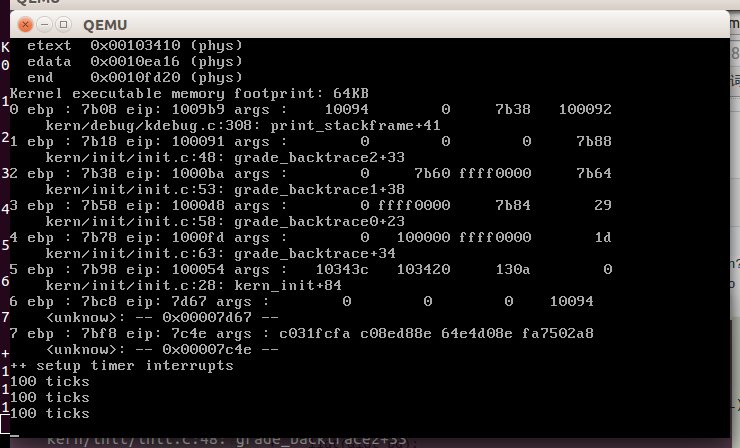 QEMU
QEMU
etext 0x00103410 (phys)
edata 0x0010ea16 (phys)
end 0x0010fd20 (phys)
Kernel executable memory footprint: 64KB
0 ebp : 7b08 eip: 1009b9 args : 10094 0 7b38 100092
kern/debug/kdebug.c:308: print_stackframe+41
1 ebp : 7b18 eip: 100091 args : 0 0 0 7b88
kern/init/init.c:48: grade_backtrace2+33
2 ebp : 7b38 eip: 1000ba args : 0 7b60 ffff0000 7b64
kern/init/init.c:53: grade_backtrace1+38
3 ebp : 7b58 eip: 1000d8 args : 0 ffff0000 7b84 29
kern/init/init.c:58: grade_backtrace0+23
4 ebp : 7b78 eip: 1000fd args : 0 100000 ffff0000 1d
kern/init/init.c:63: grade_backtrace+34
5 ebp : 7b98 eip: 100054 args : 10343c 103420 130a 0
kern/init/init.c:28: kern_init+84
6 ebp : 7bc8 eip: 7d67 args : 0 0 0 10094
<unknow>: -- 0x00007d67 --
7 ebp : 7bf8 eip: 7c4e args : c031fcfa c08ed88e 64e4d08e fa7502a8
<unknow>: -- 0x00007c4e --
++ setup timer interrupts
100 ticks
100 ticks
100 ticks
kern/init/init.c:48: grade_backtrace2+33